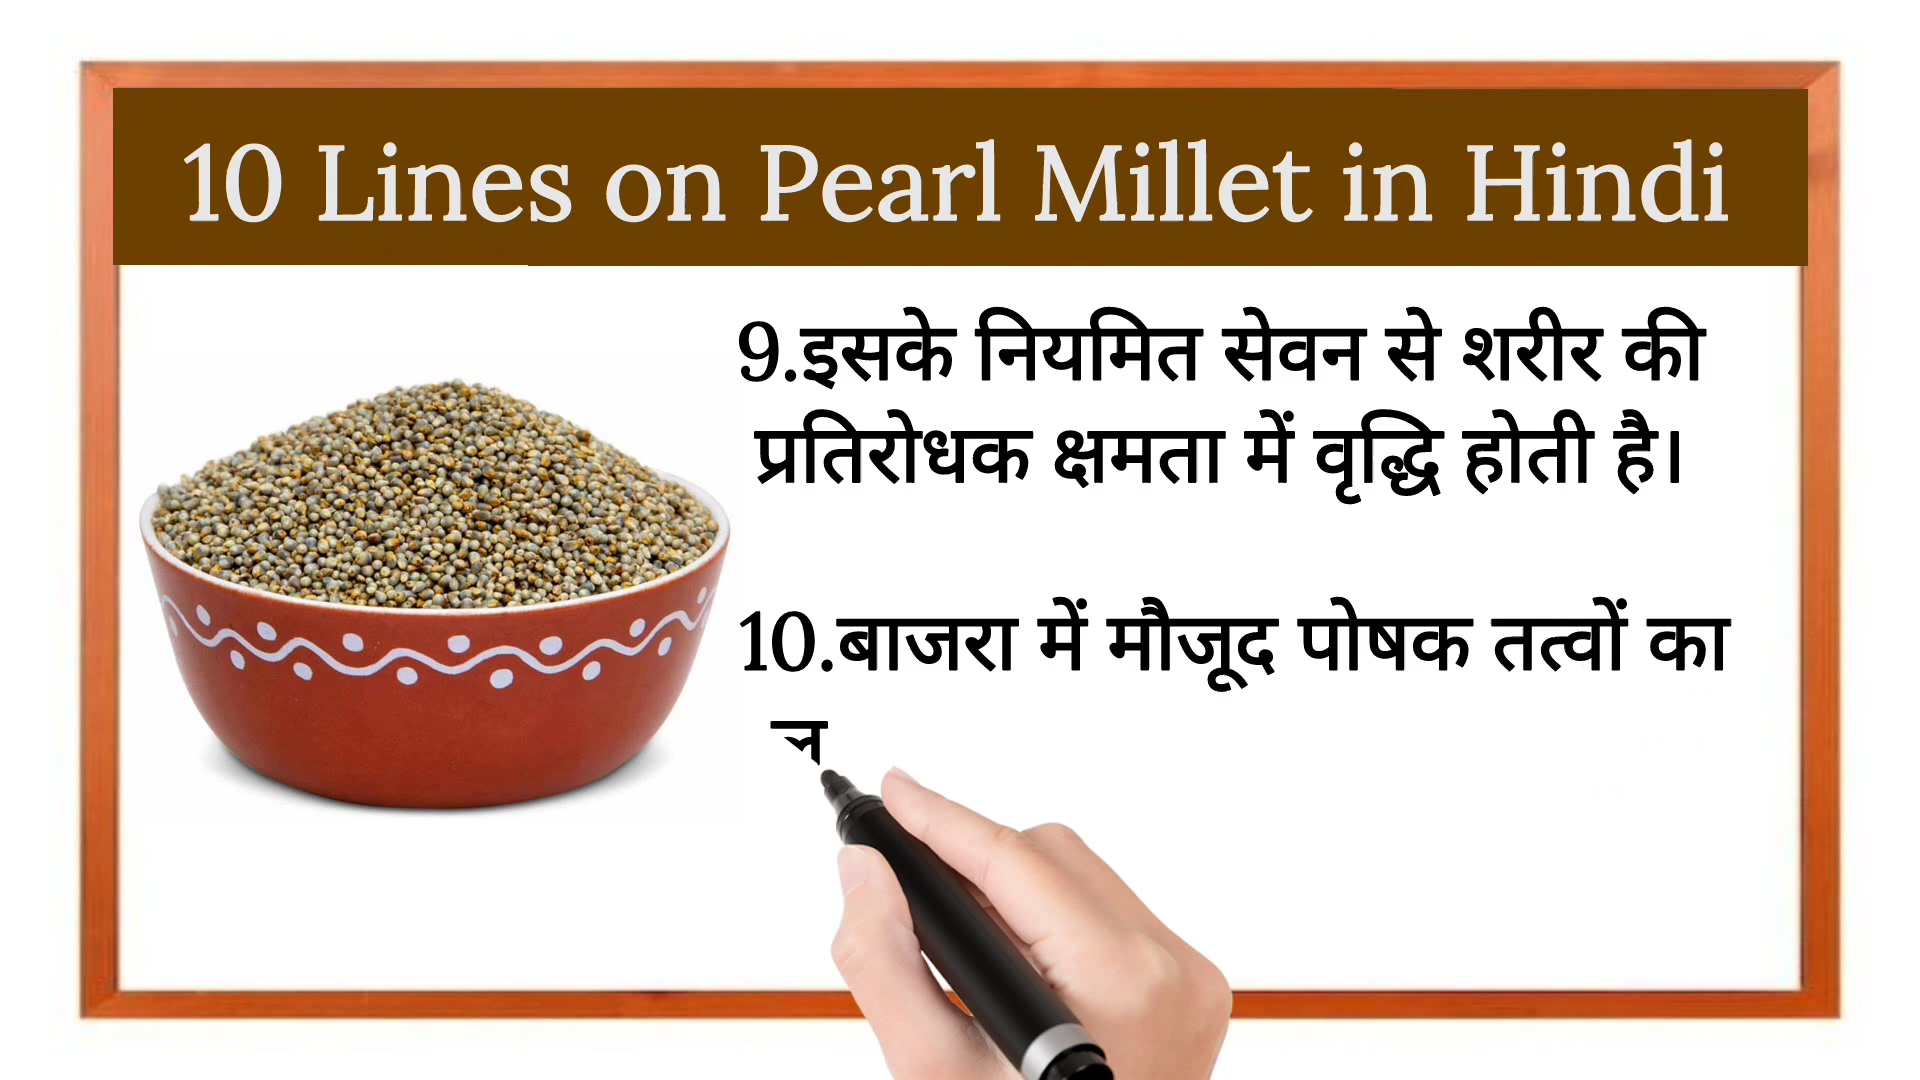 10 Lines on Pearl Millet in Hindi
9.इसके नियमित सेवन से शरीर की
प्रतिरोधक क्षमता में वृद्धि होती है।
10.बाजरा में मौजूद पोषक तत्वों का